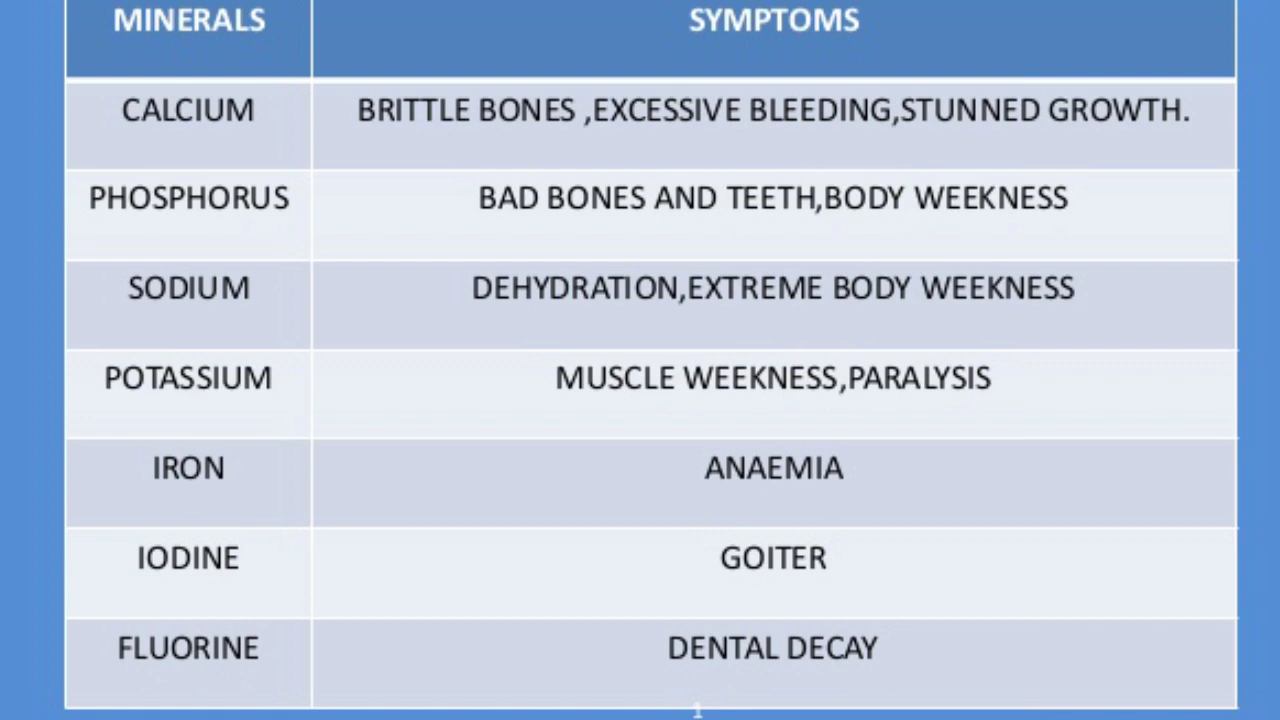 MINERALS SYMPTOMS
CALCIUM BRITTLE BONES ,EXCESSIVE BLEEDING,STUNNED GROWTH.
PHOSPHORUS BAD BONES AND TEETH,BODY WEEKNESS
SODIUM DEHYDRATION,EXTREME BODY WEEKNESS
POTASSIUM MUSCLE WEEKNESS,PARALYSIS
IRON ANAEMIA
IODINE GOITER
FLUORINE DENTAL DECAY
1